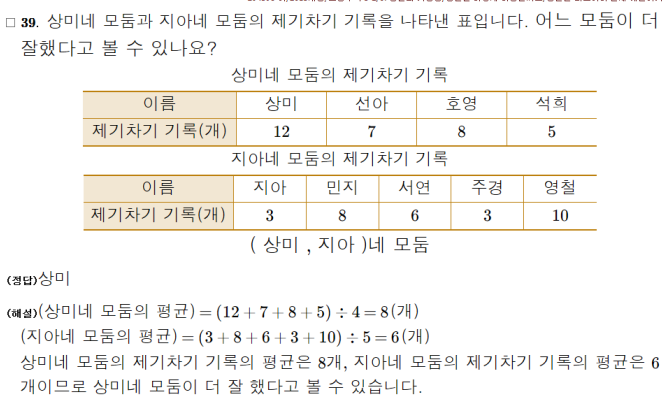 □ 39. 상미네 모둠과 지아네 모둠의 제기차기 기록을 나타낸 표입니다. 어느 모둠이 더
잘했다고 볼 수 있나요?
상미네 모둠의 제기차기 기록
이름 상미 선아 호영 석희
제기차기 기록(개) 12 7 8 5
지아네 모둠의 제기차기 기록
이름 지아 민지 서연 주경 영철
제기차기 기록(개) 3 8 6 3 10
( 상미 , 지아 )네 모둠
(정답)상미
(해설)(상미네 모둠의 평균)=(12+7+8+5)÷4=8(개)
(지아네 모둠의 평균)=(3+8+6+3+10)÷5=6(개)
상미네 모둠의 제기차기 기록의 평균은 8개, 지아네 모둠의 제기차기 기록의 평균은 6
개이므로 상미네 모둠이 더 잘 했다고 볼 수 있습니다.